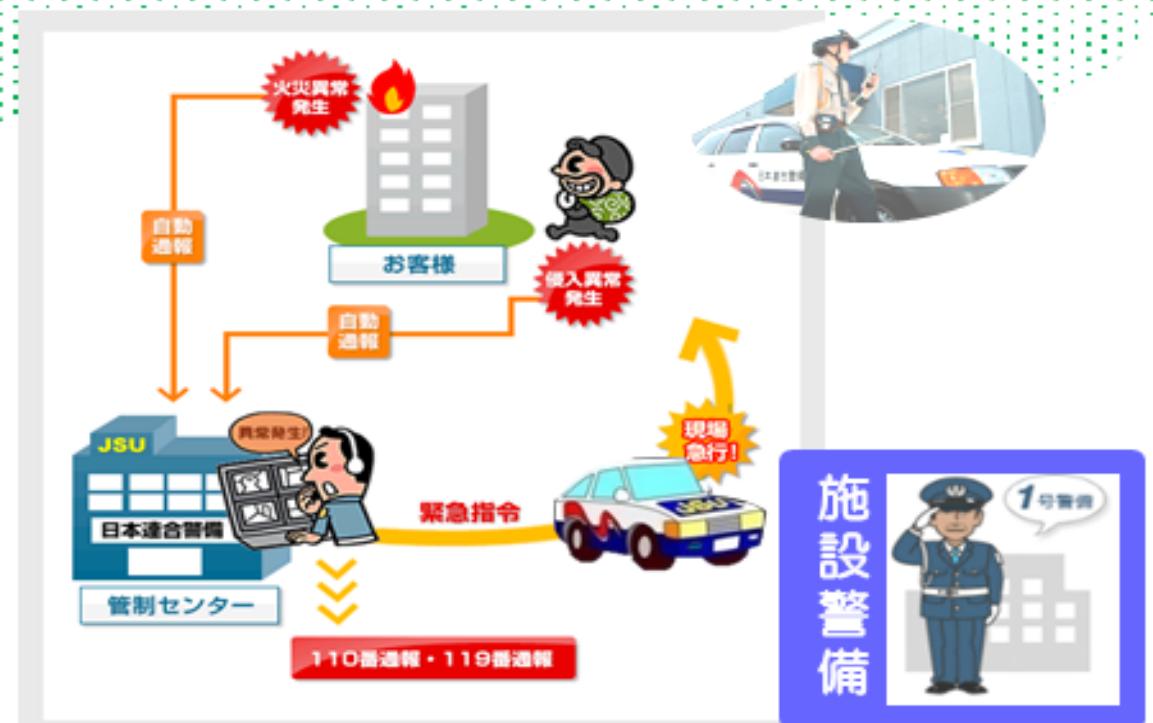 火災異常
発生
自動
通報
お客様
侵入異常
発生
自動
通報
JSU
異常発生!
日本連合警備
管制センター
緊急指令
現場
急行!
JSU
110番通報・119番通報
施設警備
1号警備